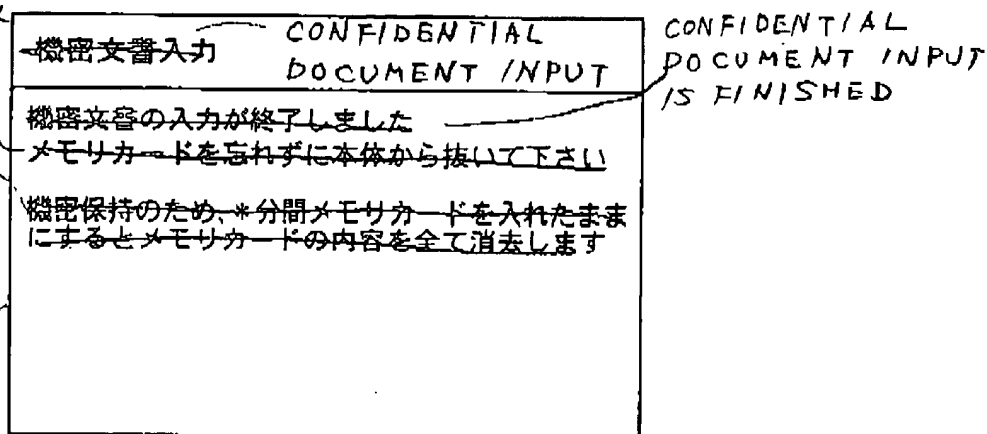 機密文書入力
CONFIDENTIAL
DOCUMENT INPUT
CONFIDENTIAL
DOCUMENT INPUT
IS FINISHED
機密文書の入力が終了しました
メモリカードを忘れずに本体から抜いて下さい
機密保持のため、*分間メモリカードを入れたまま
にするとメモリカードの内容を全て消去します